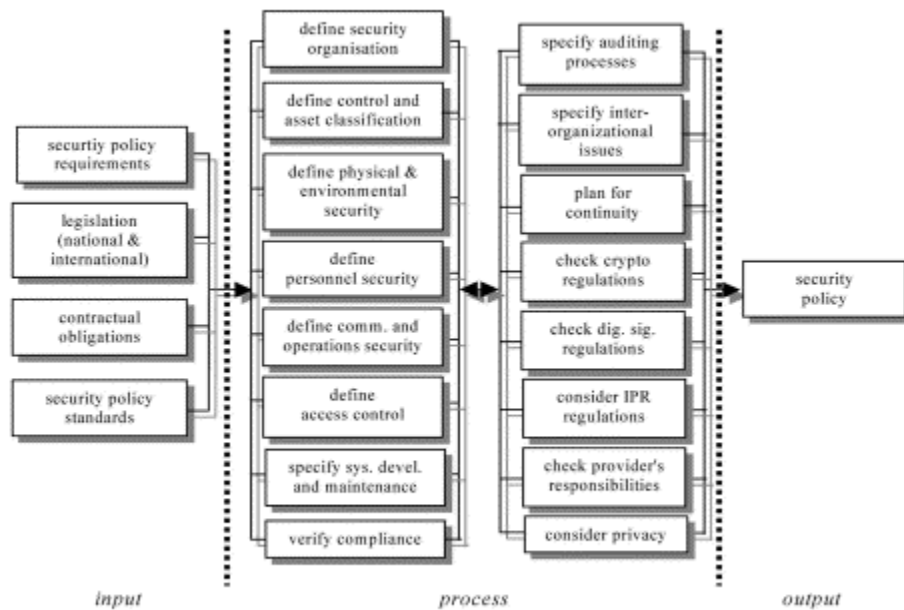 securtiy policy
requirements
legislation
(national &
international)
contractual
obligations
security policy
standards
define security
organisation
define control and
asset classification
define physical &
environmental
security
define
personnel security
define comm. and
operations security
define
access control
specify sys. devel.
and maintenance
verify compliance
specify auditing
processes
specify inter-
organizational
issues
plan for
continuity
check crypto
regulations
check dig. sig.
regulations
consider IPR
regulations
check provider's
responsibilities
consider privacy
security
policy
input
process
output